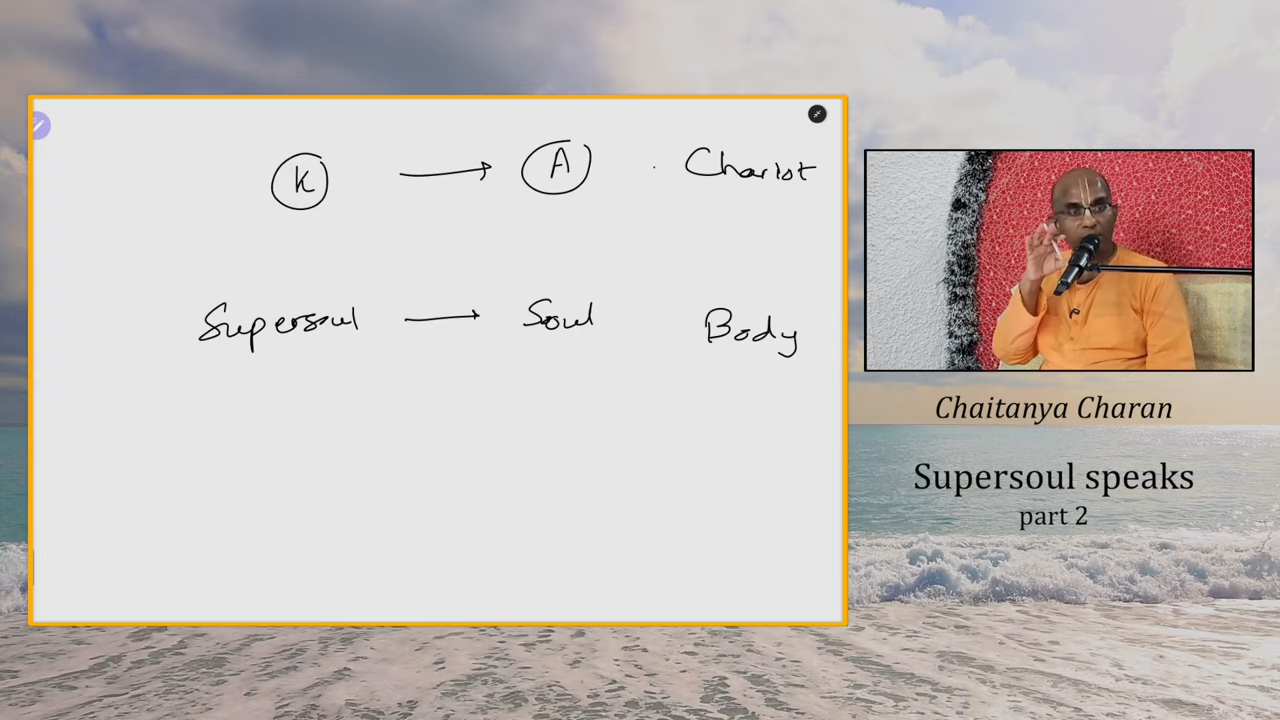 K → A Chariot
Supersoul → Soul Body
Chaitanya Charan
Supersoul speaks
part 2